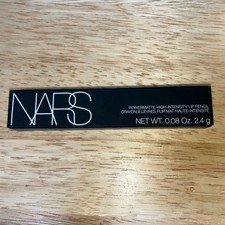 NARS
POWERMATTE HIGH-INTENSITY LIP PENCIL
CRAYON À LÈVRES PUR MAT HAUTE-INTENSITÉ
NET WT. 0.08 Oz. 2.4 g